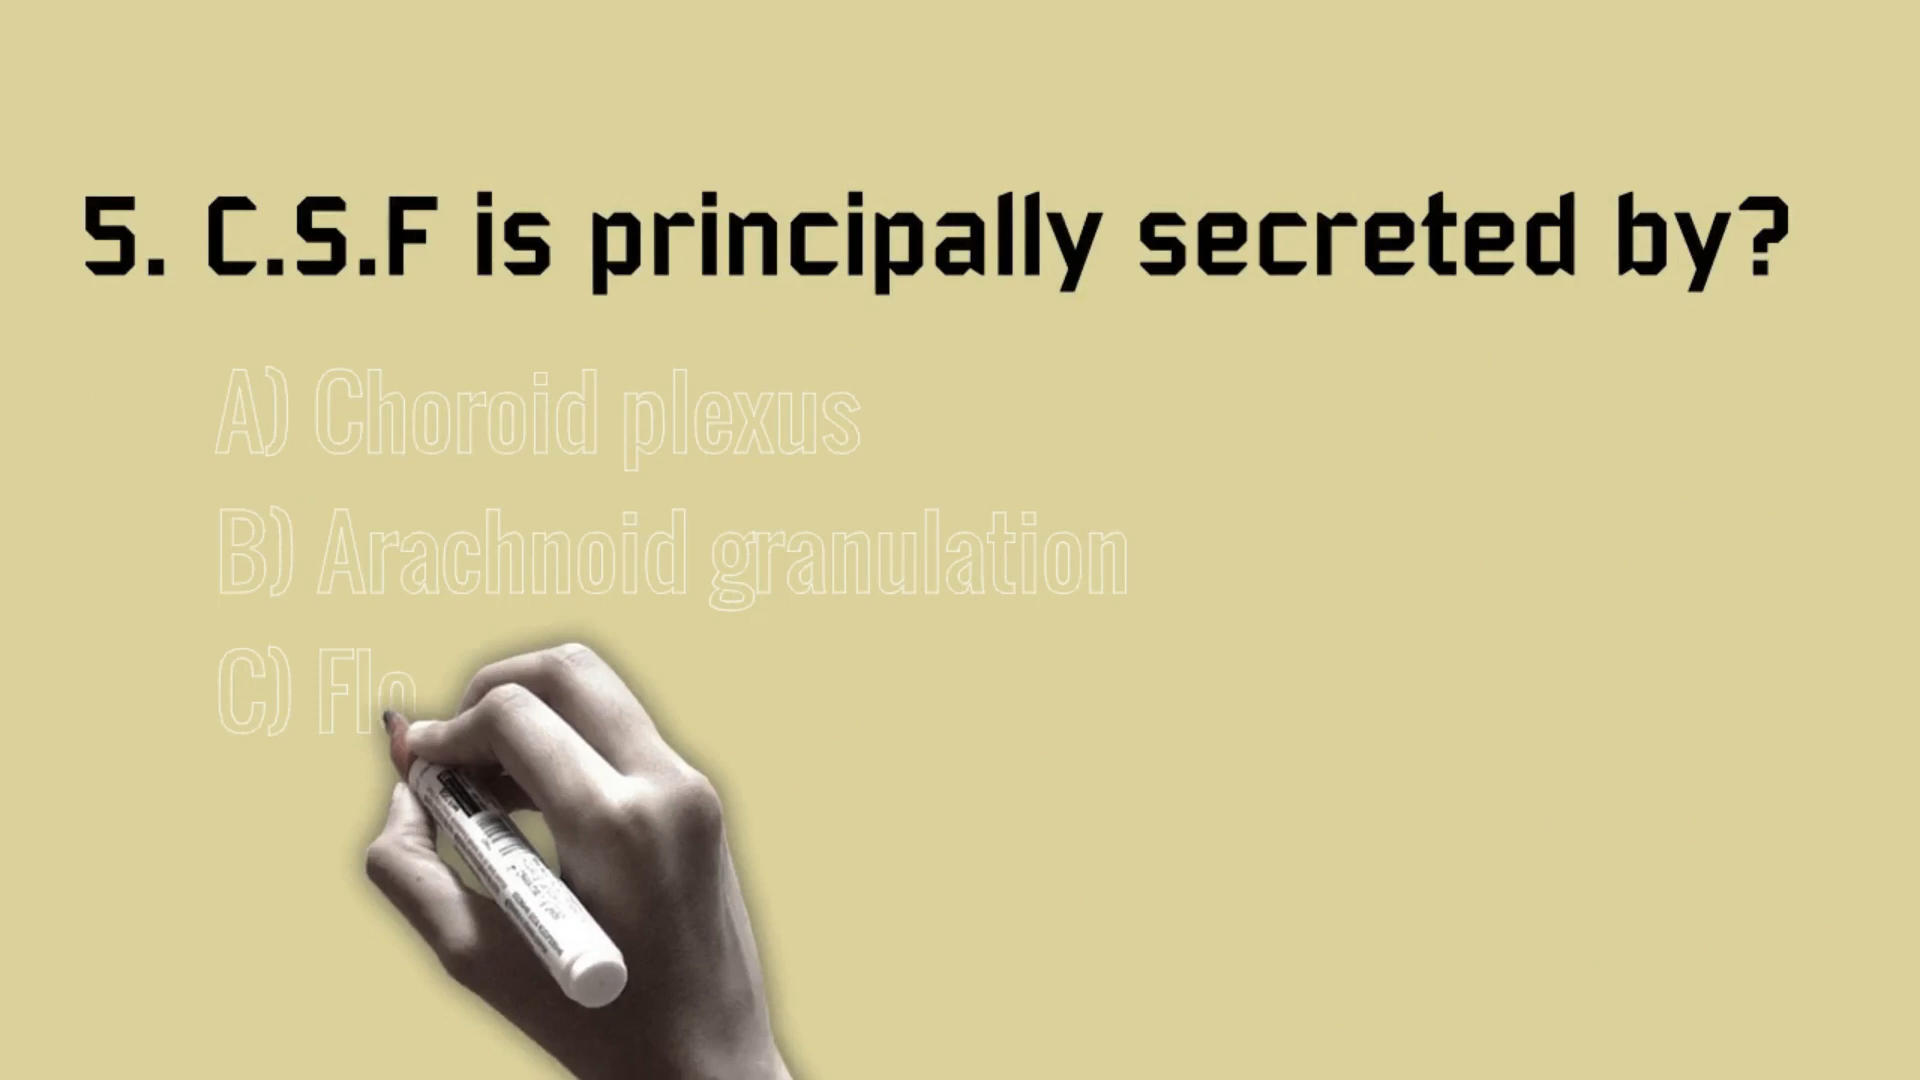 5. C.S.F is principally secreted by?
A) Choroid plexus
B) Arachnoid granulation
C) Flo